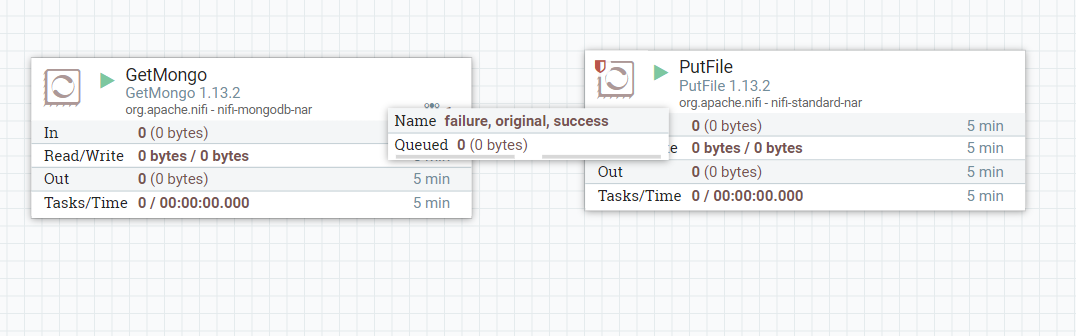 GetMongo
GetMongo 1.13.2
org.apache.nifi - nifi-mongodb-nar
In 0 (0 bytes)
Read/Write 0 bytes / 0 bytes
Out 0 (0 bytes) 5 min
Tasks/Time 0 / 00:00:00.000 5 min
Name failure, original, success
Queued 0 (0 bytes)
PutFile
PutFile 1.13.2
org.apache.nifi - nifi-standard-nar
0 (0 bytes) 5 min
0 bytes / 0 bytes 5 min
Out 0 (0 bytes) 5 min
Tasks/Time 0 / 00:00:00.000 5 min